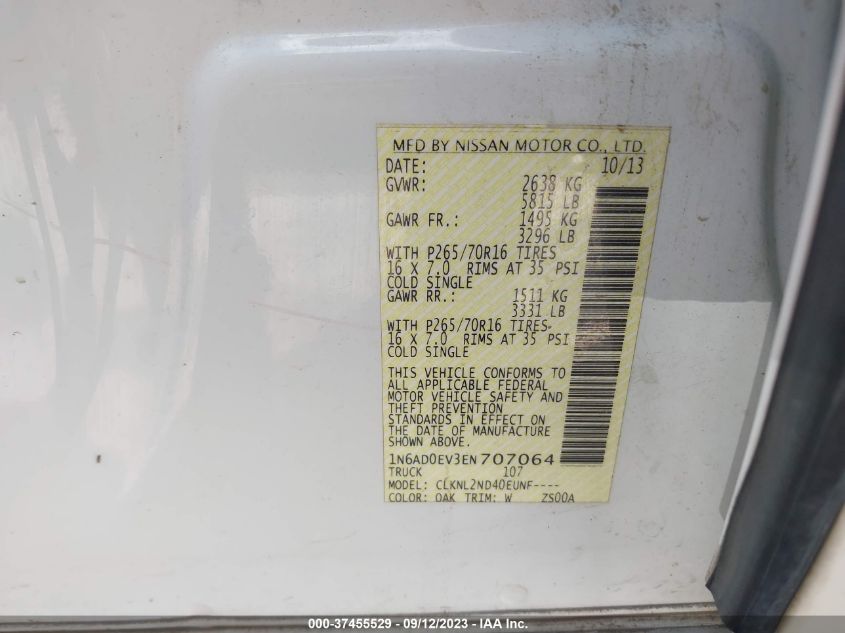 MFD BY NISSAN MOTOR CO., LTD.
DATE: 10/13
GVWR: 2638 KG
5815 LB
GAWR FR.: 1495 KG
3296 LB
WITH P265/70R16 TIRES
16 X 7.0 RIMS AT 35 PSI
COLD SINGLE
GAWR RR.: 1511 KG
3331 LB
WITH P265/70R16 TIRES
16 X 7.0 RIMS AT 35 PSI
COLD SINGLE
THIS VEHICLE CONFORMS TO
ALL APPLICABLE FEDERAL
MOTOR VEHICLE SAFETY AND
THEFT PREVENTION
STANDARDS IN EFFECT ON
THE DATE OF MANUFACTURE
SHOWN ABOVE.
1N6AD0EV3EN707064
TRUCK 107
MODEL: CLKNL2ND40EUNF----
COLOR: QAK TRIM: W ZS00A
000-37455529 - 09/12/2023 - IAA Inc.